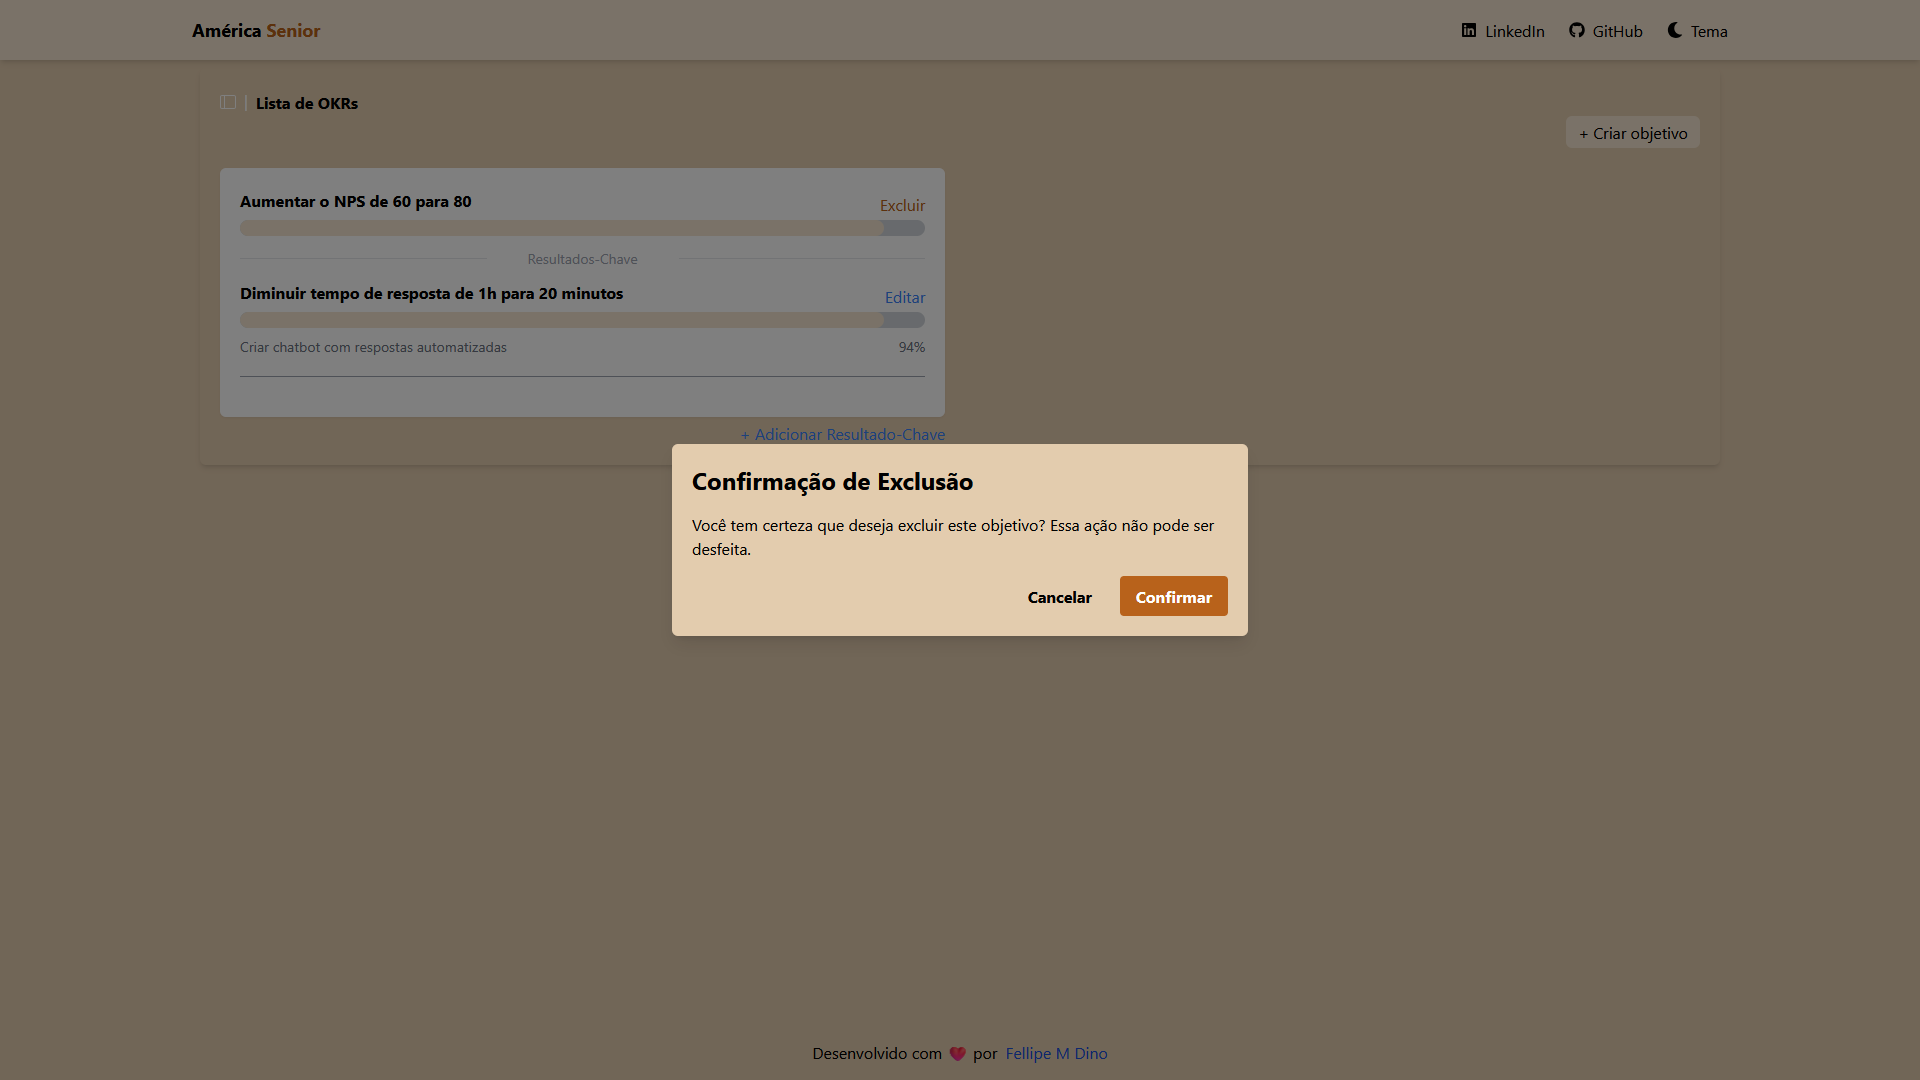 América Senior
LinkedIn
GitHub
Tema
Lista de OKRs
+ Criar objetivo
Aumentar o NPS de 60 para 80
Excluir
Resultados-Chave
Diminuir tempo de resposta de 1h para 20 minutos
Editar
Criar chatbot com respostas automatizadas
94%
+ Adicionar Resultado-Chave
Confirmação de Exclusão
Você tem certeza que deseja excluir este objetivo? Essa ação não pode ser
desfeita.
Cancelar
Confirmar
Desenvolvido com ❤️ por Fellipe M Dino